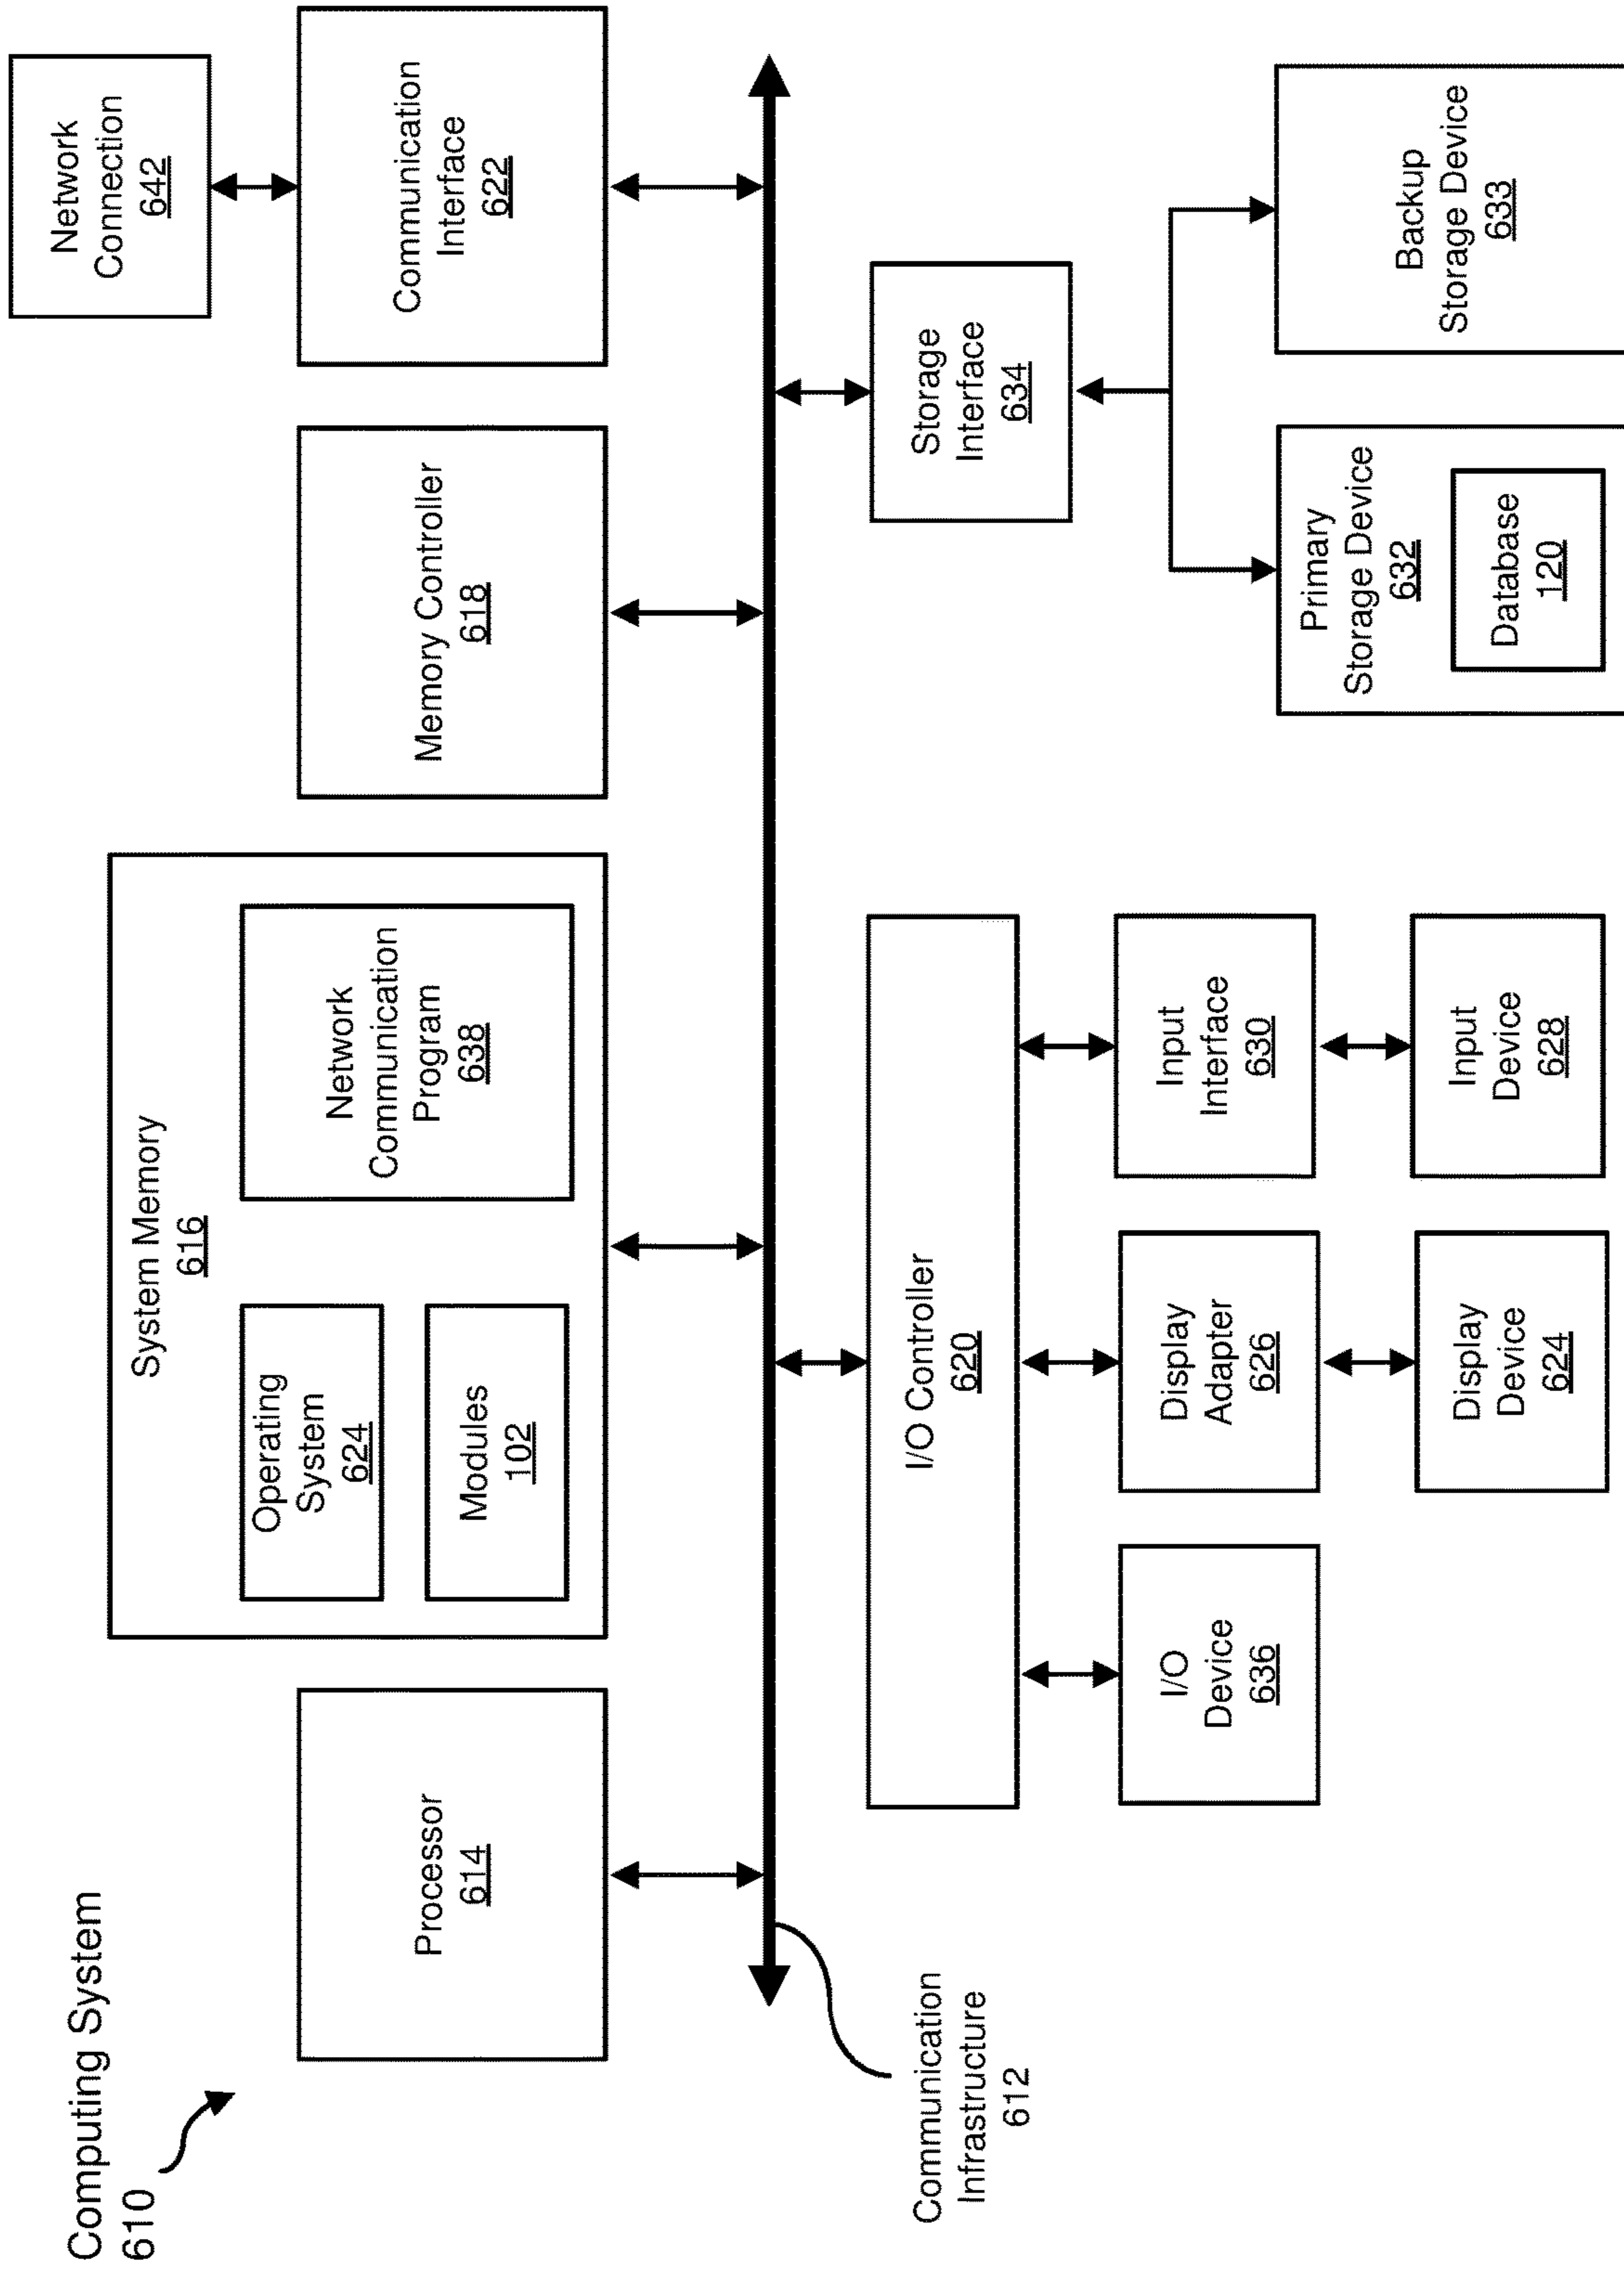 Computing System
610
Processor
614
System Memory
616
Operating
System
624
Modules
102
Network
Communication
Program
638
Memory Controller
618
Communication
Interface
622
Network
Connection
642
Communication
Infrastructure
612
I/O Controller
620
I/O
Device
636
Display
Adapter
626
Display
Device
624
Input
Interface
630
Input
Device
628
Storage
Interface
634
Primary
Storage Device
632
Database
120
Backup
Storage Device
633